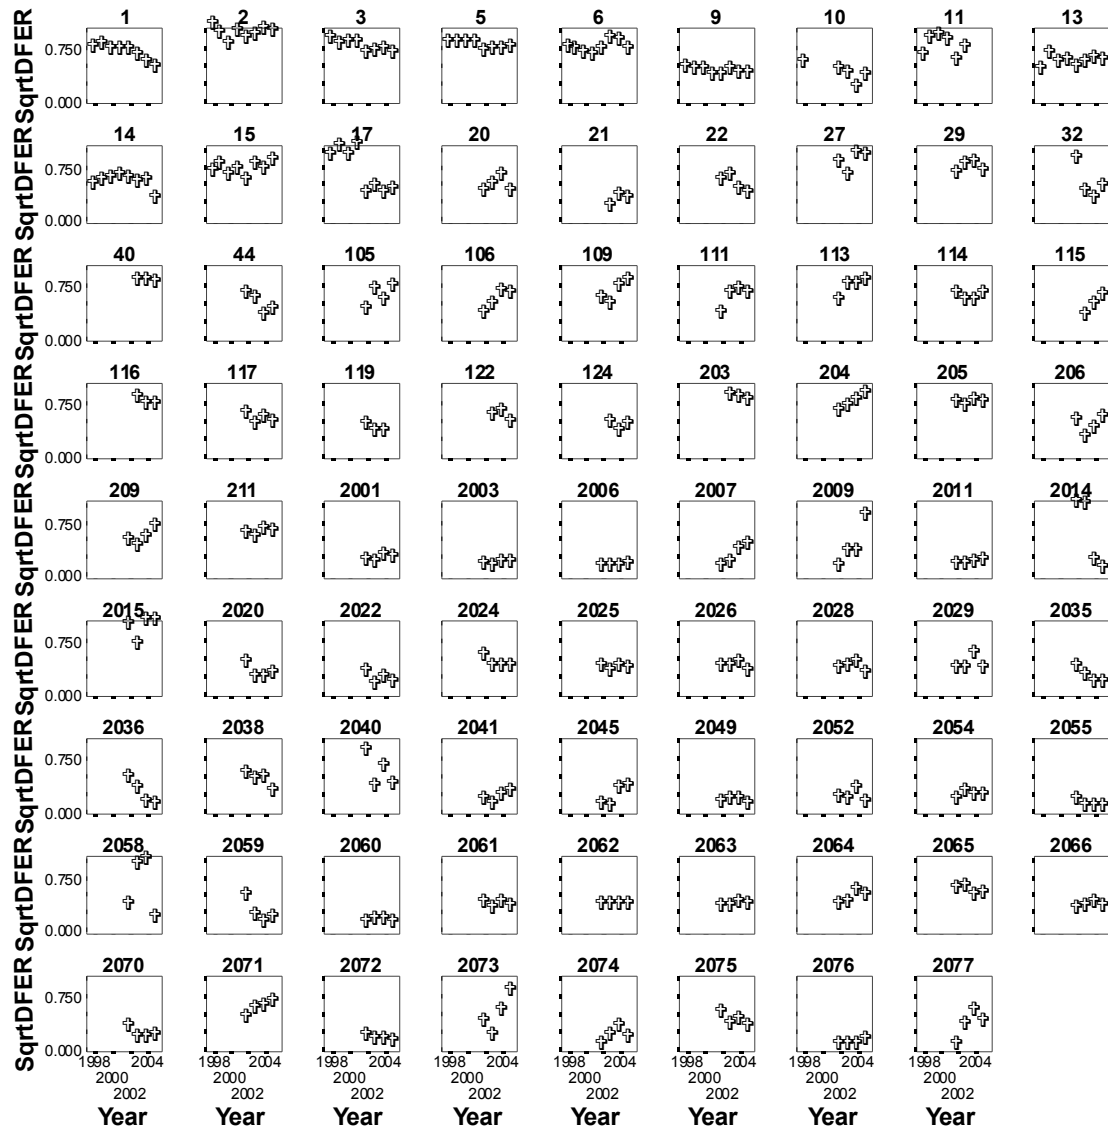 1 2 3 5 6 9 10 11 13
SqrtDFER 0.750
0.000
14 15 17 20 21 22 27 29 32
SqrtDFER 0.750
0.000
40 44 105 106 109 111 113 114 115
SqrtDFER 0.750
0.000
116 117 119 122 124 203 204 205 206
SqrtDFER 0.750
0.000
209 211 2001 2003 2006 2007 2009 2011 2014
SqrtDFER 0.750
0.000
2015 2020 2022 2024 2025 2026 2028 2029 2035
SqrtDFER 0.750
0.000
2036 2038 2040 2041 2045 2049 2052 2054 2055
SqrtDFER 0.750
0.000
2058 2059 2060 2061 2062 2063 2064 2065 2066
SqrtDFER 0.750
0.000
2070 2071 2072 2073 2074 2075 2076 2077
SqrtDFER 0.750
0.000
1998 2004 1998 2004 1998 2004 1998 2004 1998 2004 1998 2004 1998 2004 1998 2004
2000 2000 2000 2000 2000 2000 2000 2000
2002 2002 2002 2002 2002 2002 2002 2002
Year Year Year Year Year Year Year Year